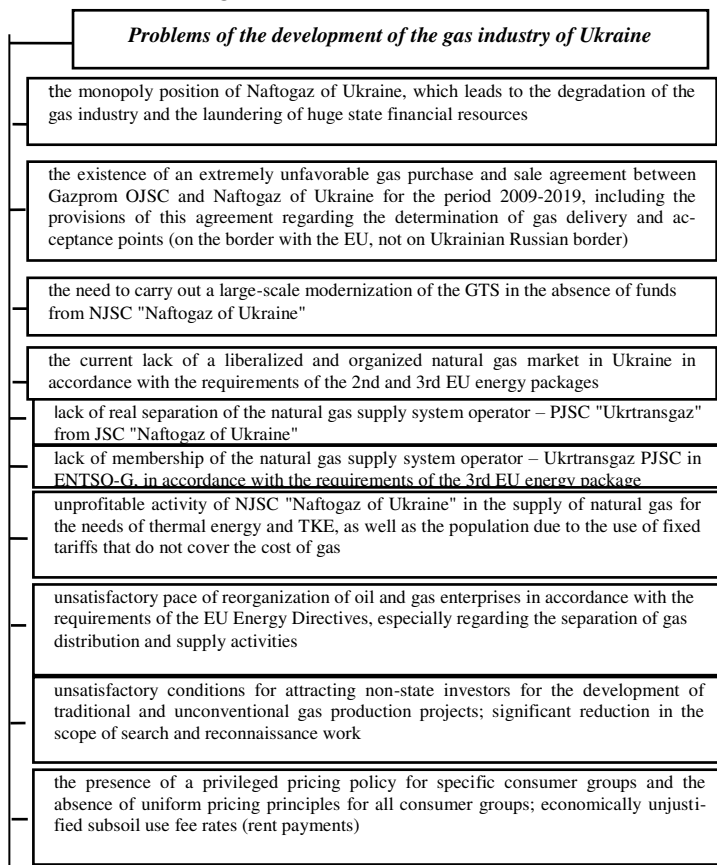 Problems of the development of the gas industry of Ukraine
the monopoly position of Naftogaz of Ukraine, which leads to the degradation of the
gas industry and the laundering of huge state financial resources
the existence of an extremely unfavorable gas purchase and sale agreement between
Gazprom OJSC and Naftogaz of Ukraine for the period 2009-2019, including the
provisions of this agreement regarding the determination of gas delivery and ac-
ceptance points (on the border with the EU, not on Ukrainian Russian border)
the need to carry out a large-scale modernization of the GTS in the absence of funds
from NJSC "Naftogaz of Ukraine"
the current lack of a liberalized and organized natural gas market in Ukraine in
accordance with the requirements of the 2nd and 3rd EU energy packages
lack of real separation of the natural gas supply system operator – PJSC "Ukrtransgaz"
from JSC "Naftogaz of Ukraine"
lack of membership of the natural gas supply system operator – Ukrtransgaz PJSC in
ENTSO-G, in accordance with the requirements of the 3rd EU energy package
unprofitable activity of NJSC "Naftogaz of Ukraine" in the supply of natural gas for
the needs of thermal energy and TKE, as well as the population due to the use of fixed
tariffs that do not cover the cost of gas
unsatisfactory pace of reorganization of oil and gas enterprises in accordance with the
requirements of the EU Energy Directives, especially regarding the separation of gas
distribution and supply activities
unsatisfactory conditions for attracting non-state investors for the development of
traditional and unconventional gas production projects; significant reduction in the
scope of search and reconnaissance work
the presence of a privileged pricing policy for specific consumer groups and the
absence of uniform pricing principles for all consumer groups; economically unjusti-
fied subsoil use fee rates (rent payments)